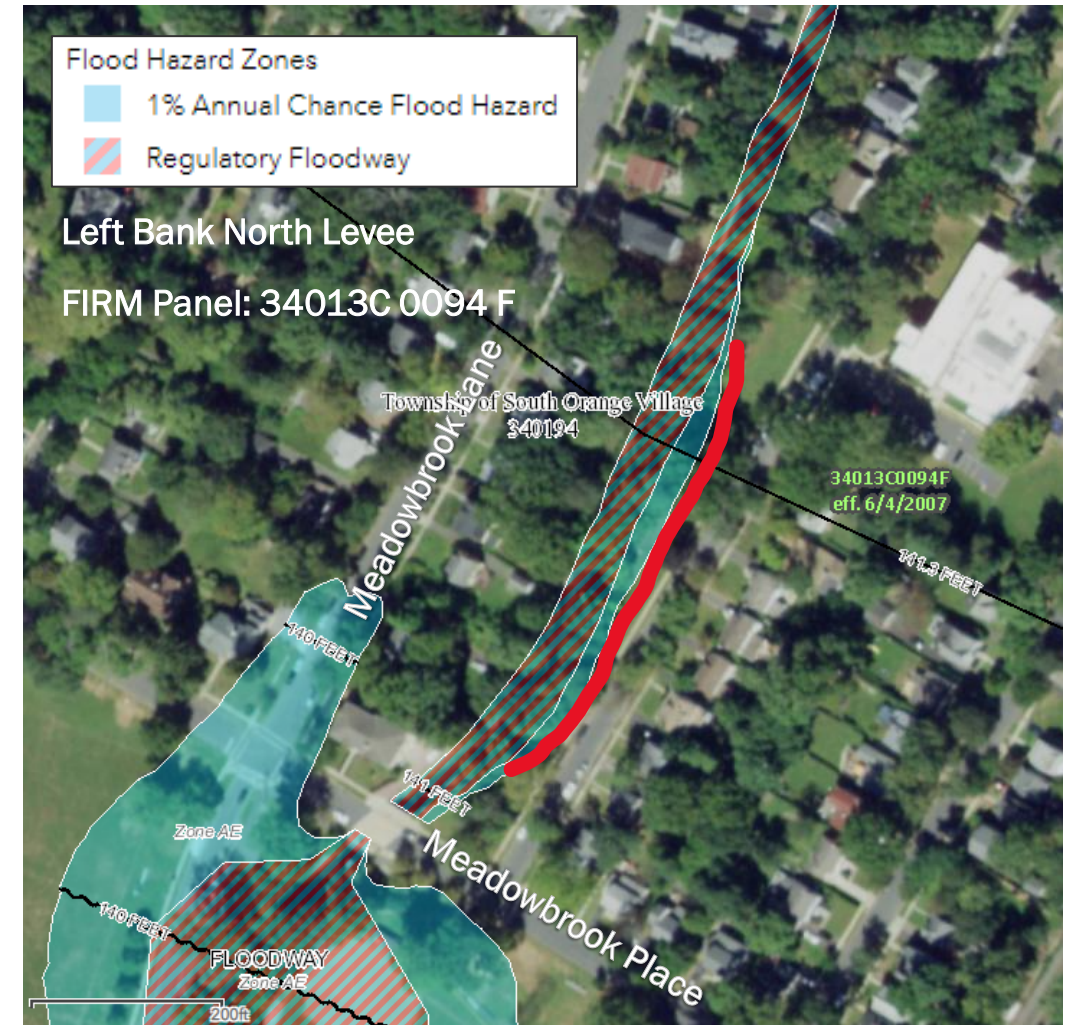 Flood Hazard Zones
1% Annual Chance Flood Hazard
Regulatory Floodway
Left Bank North Levee
FIRM Panel: 34013C 0094 F
Meadowbrook Lane
Township of South Orange Village
340194
34013C0094F
eff. 6/4/2007
141.3 FEET
140 FEET
141 FEET
Zone AE
Meadowbrook Place
140 FEET
FLOODWAY
Zone AE
200ft